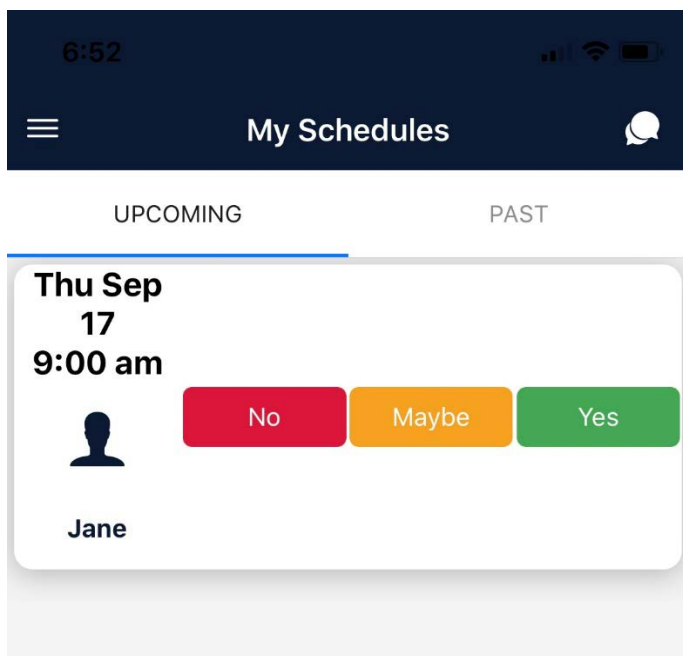 6:52
My Schedules
UPCOMING PAST
Thu Sep
17
9:00 am
No Maybe Yes
Jane